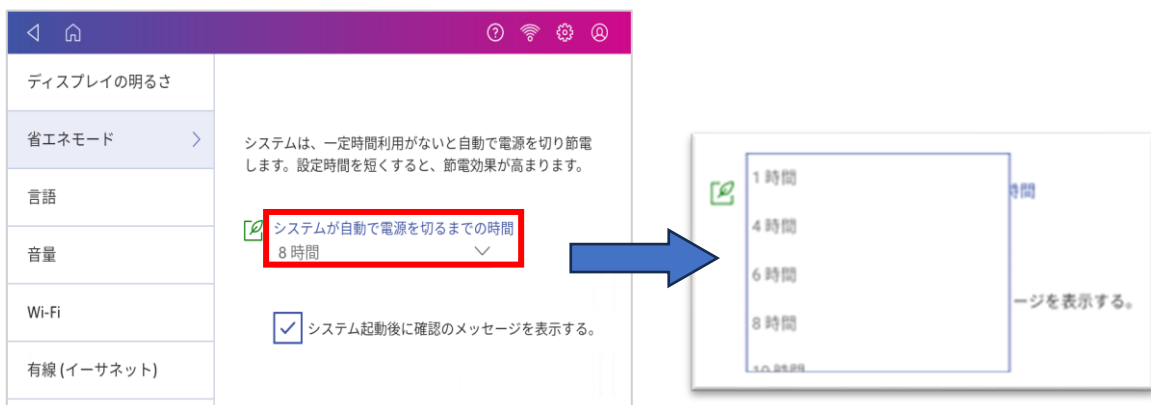 ディスプレイの明るさ
省エネモード
言語
音量
Wi-Fi
有線 (イーサネット)
システムは、一定時間利用がないと自動で電源を切り節電
します。設定時間を短くすると、節電効果が高まります。
システムが自動で電源を切るまでの時間
8 時間
システム起動後に確認のメッセージを表示する。
1 時間
時間
4 時間
6 時間
ージを表示する。
8 時間
10 時間